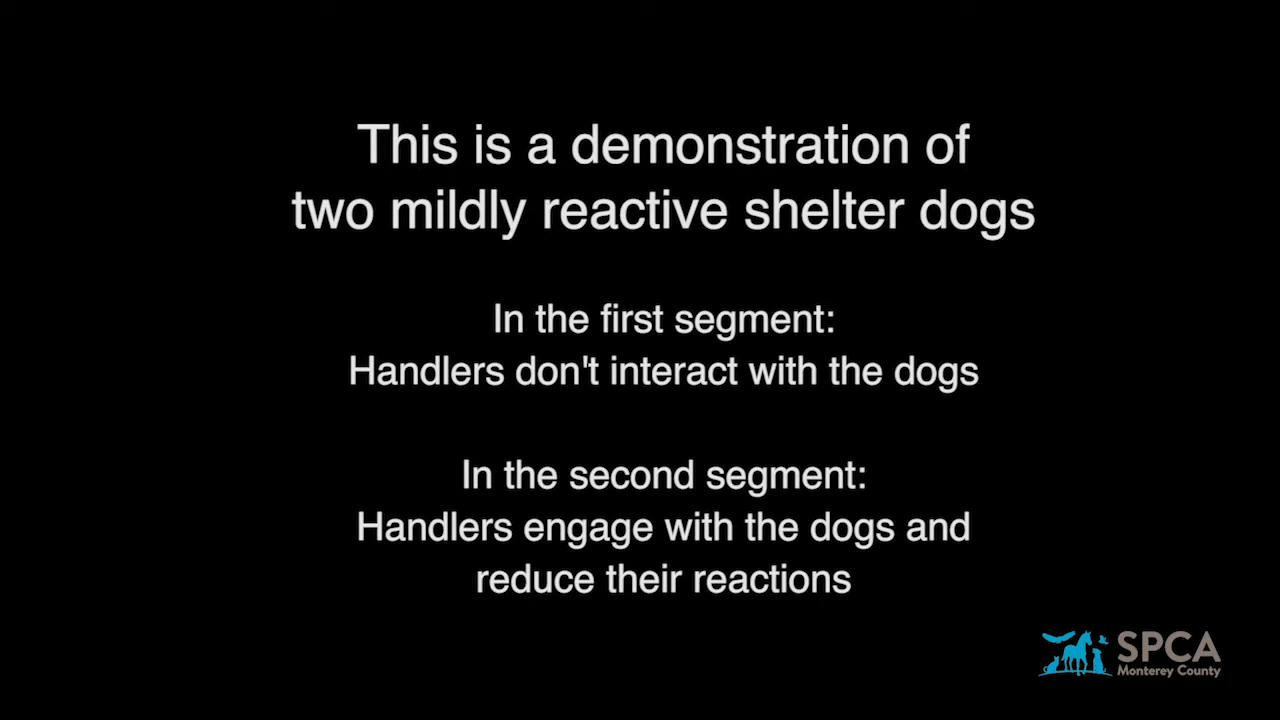 This is a demonstration of
two mildly reactive shelter dogs
In the first segment:
Handlers don't interact with the dogs
In the second segment:
Handlers engage with the dogs and
reduce their reactions
SPCA
Monterey County